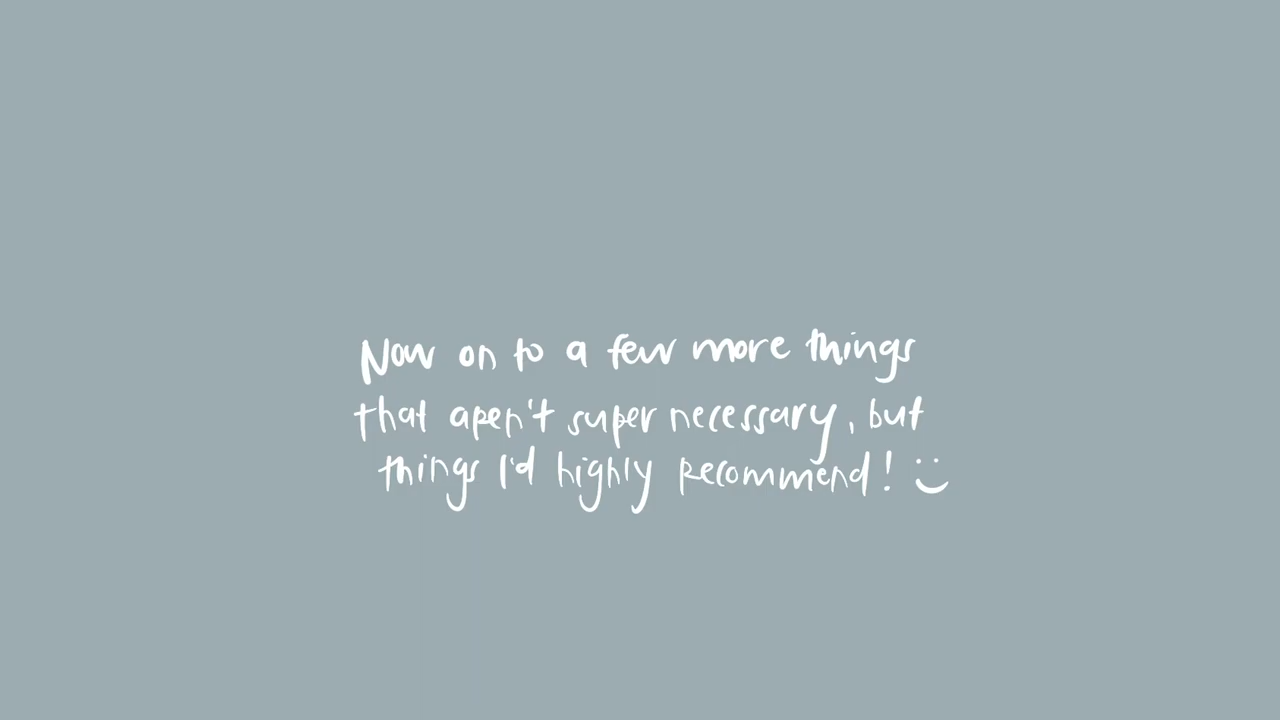 Now on to a few more things
that aren't super necessary, but
things I'd highly recommend! :)